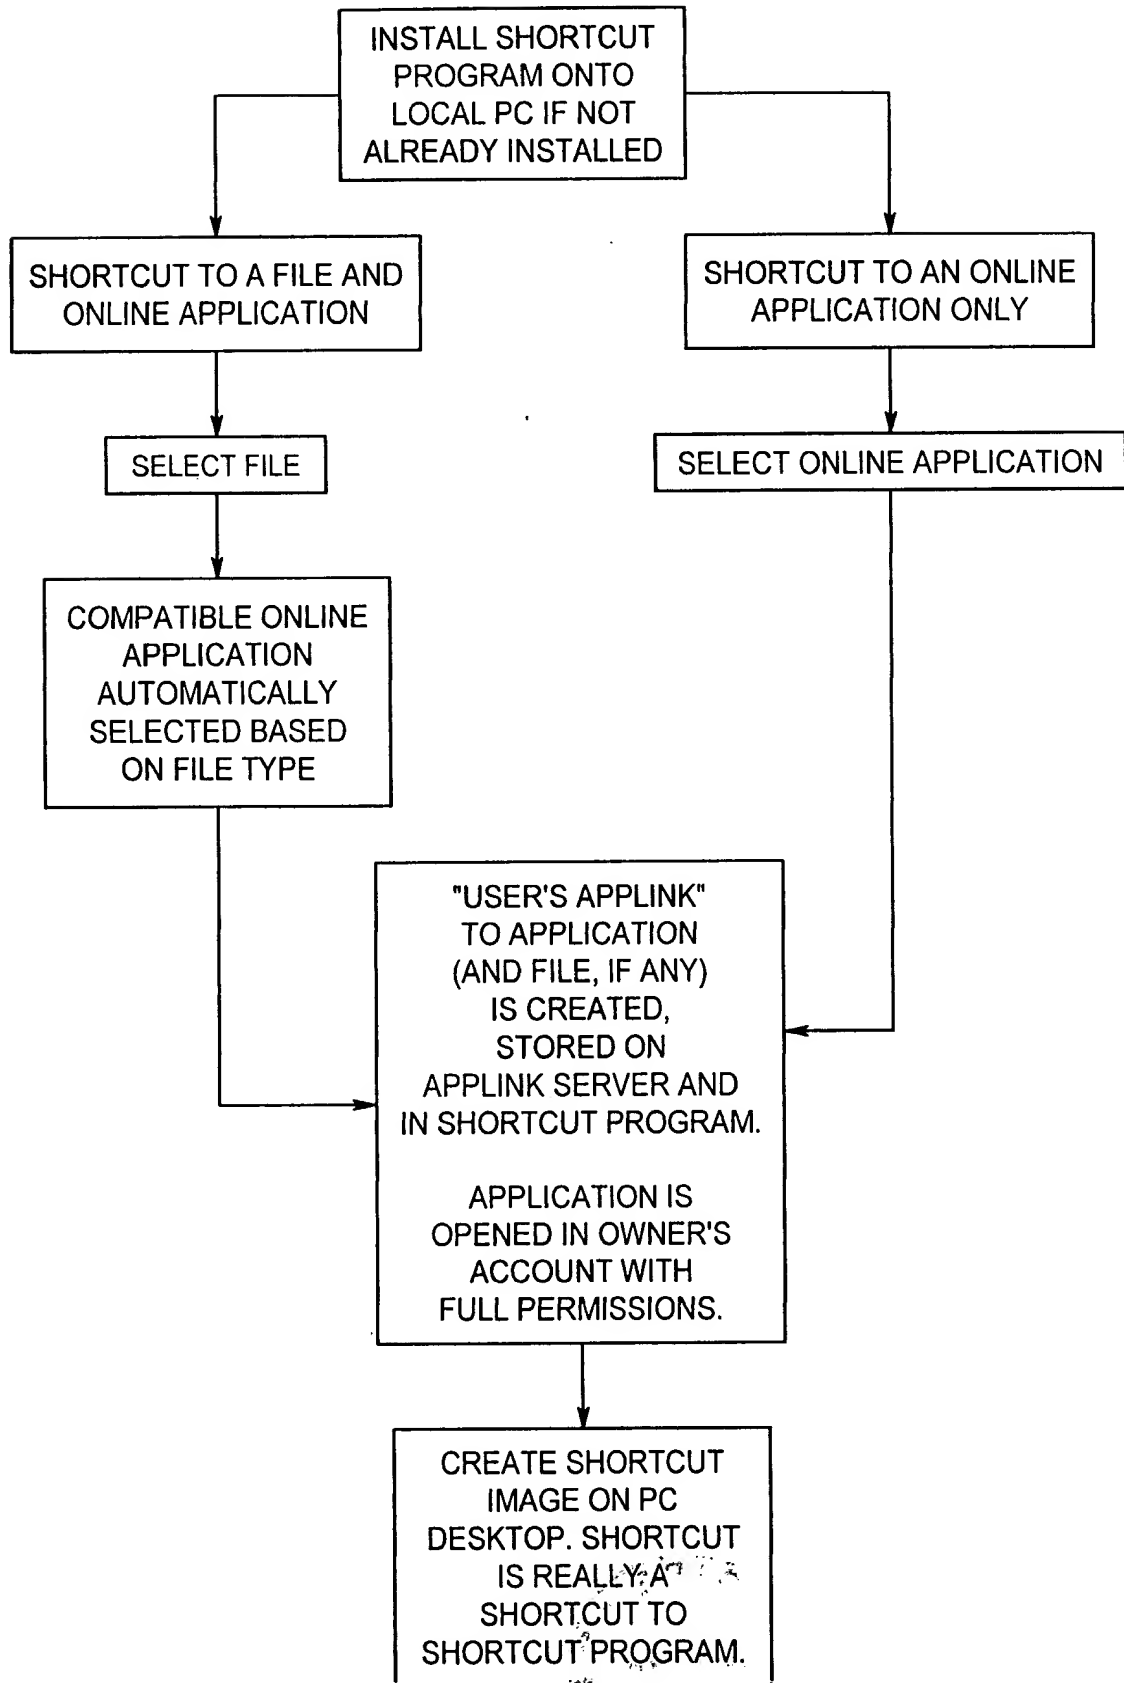 INSTALL SHORTCUT
PROGRAM ONTO
LOCAL PC IF NOT
ALREADY INSTALLED
SHORTCUT TO A FILE AND
ONLINE APPLICATION
SHORTCUT TO AN ONLINE
APPLICATION ONLY
SELECT FILE
SELECT ONLINE APPLICATION
COMPATIBLE ONLINE
APPLICATION
AUTOMATICALLY
SELECTED BASED
ON FILE TYPE
"USER'S APPLINK"
TO APPLICATION
(AND FILE, IF ANY)
IS CREATED,
STORED ON
APPLINK SERVER AND
IN SHORTCUT PROGRAM.
APPLICATION IS
OPENED IN OWNER'S
ACCOUNT WITH
FULL PERMISSIONS.
CREATE SHORTCUT
IMAGE ON PC
DESKTOP. SHORTCUT
IS REALLY A
SHORTCUT TO
SHORTCUT PROGRAM.